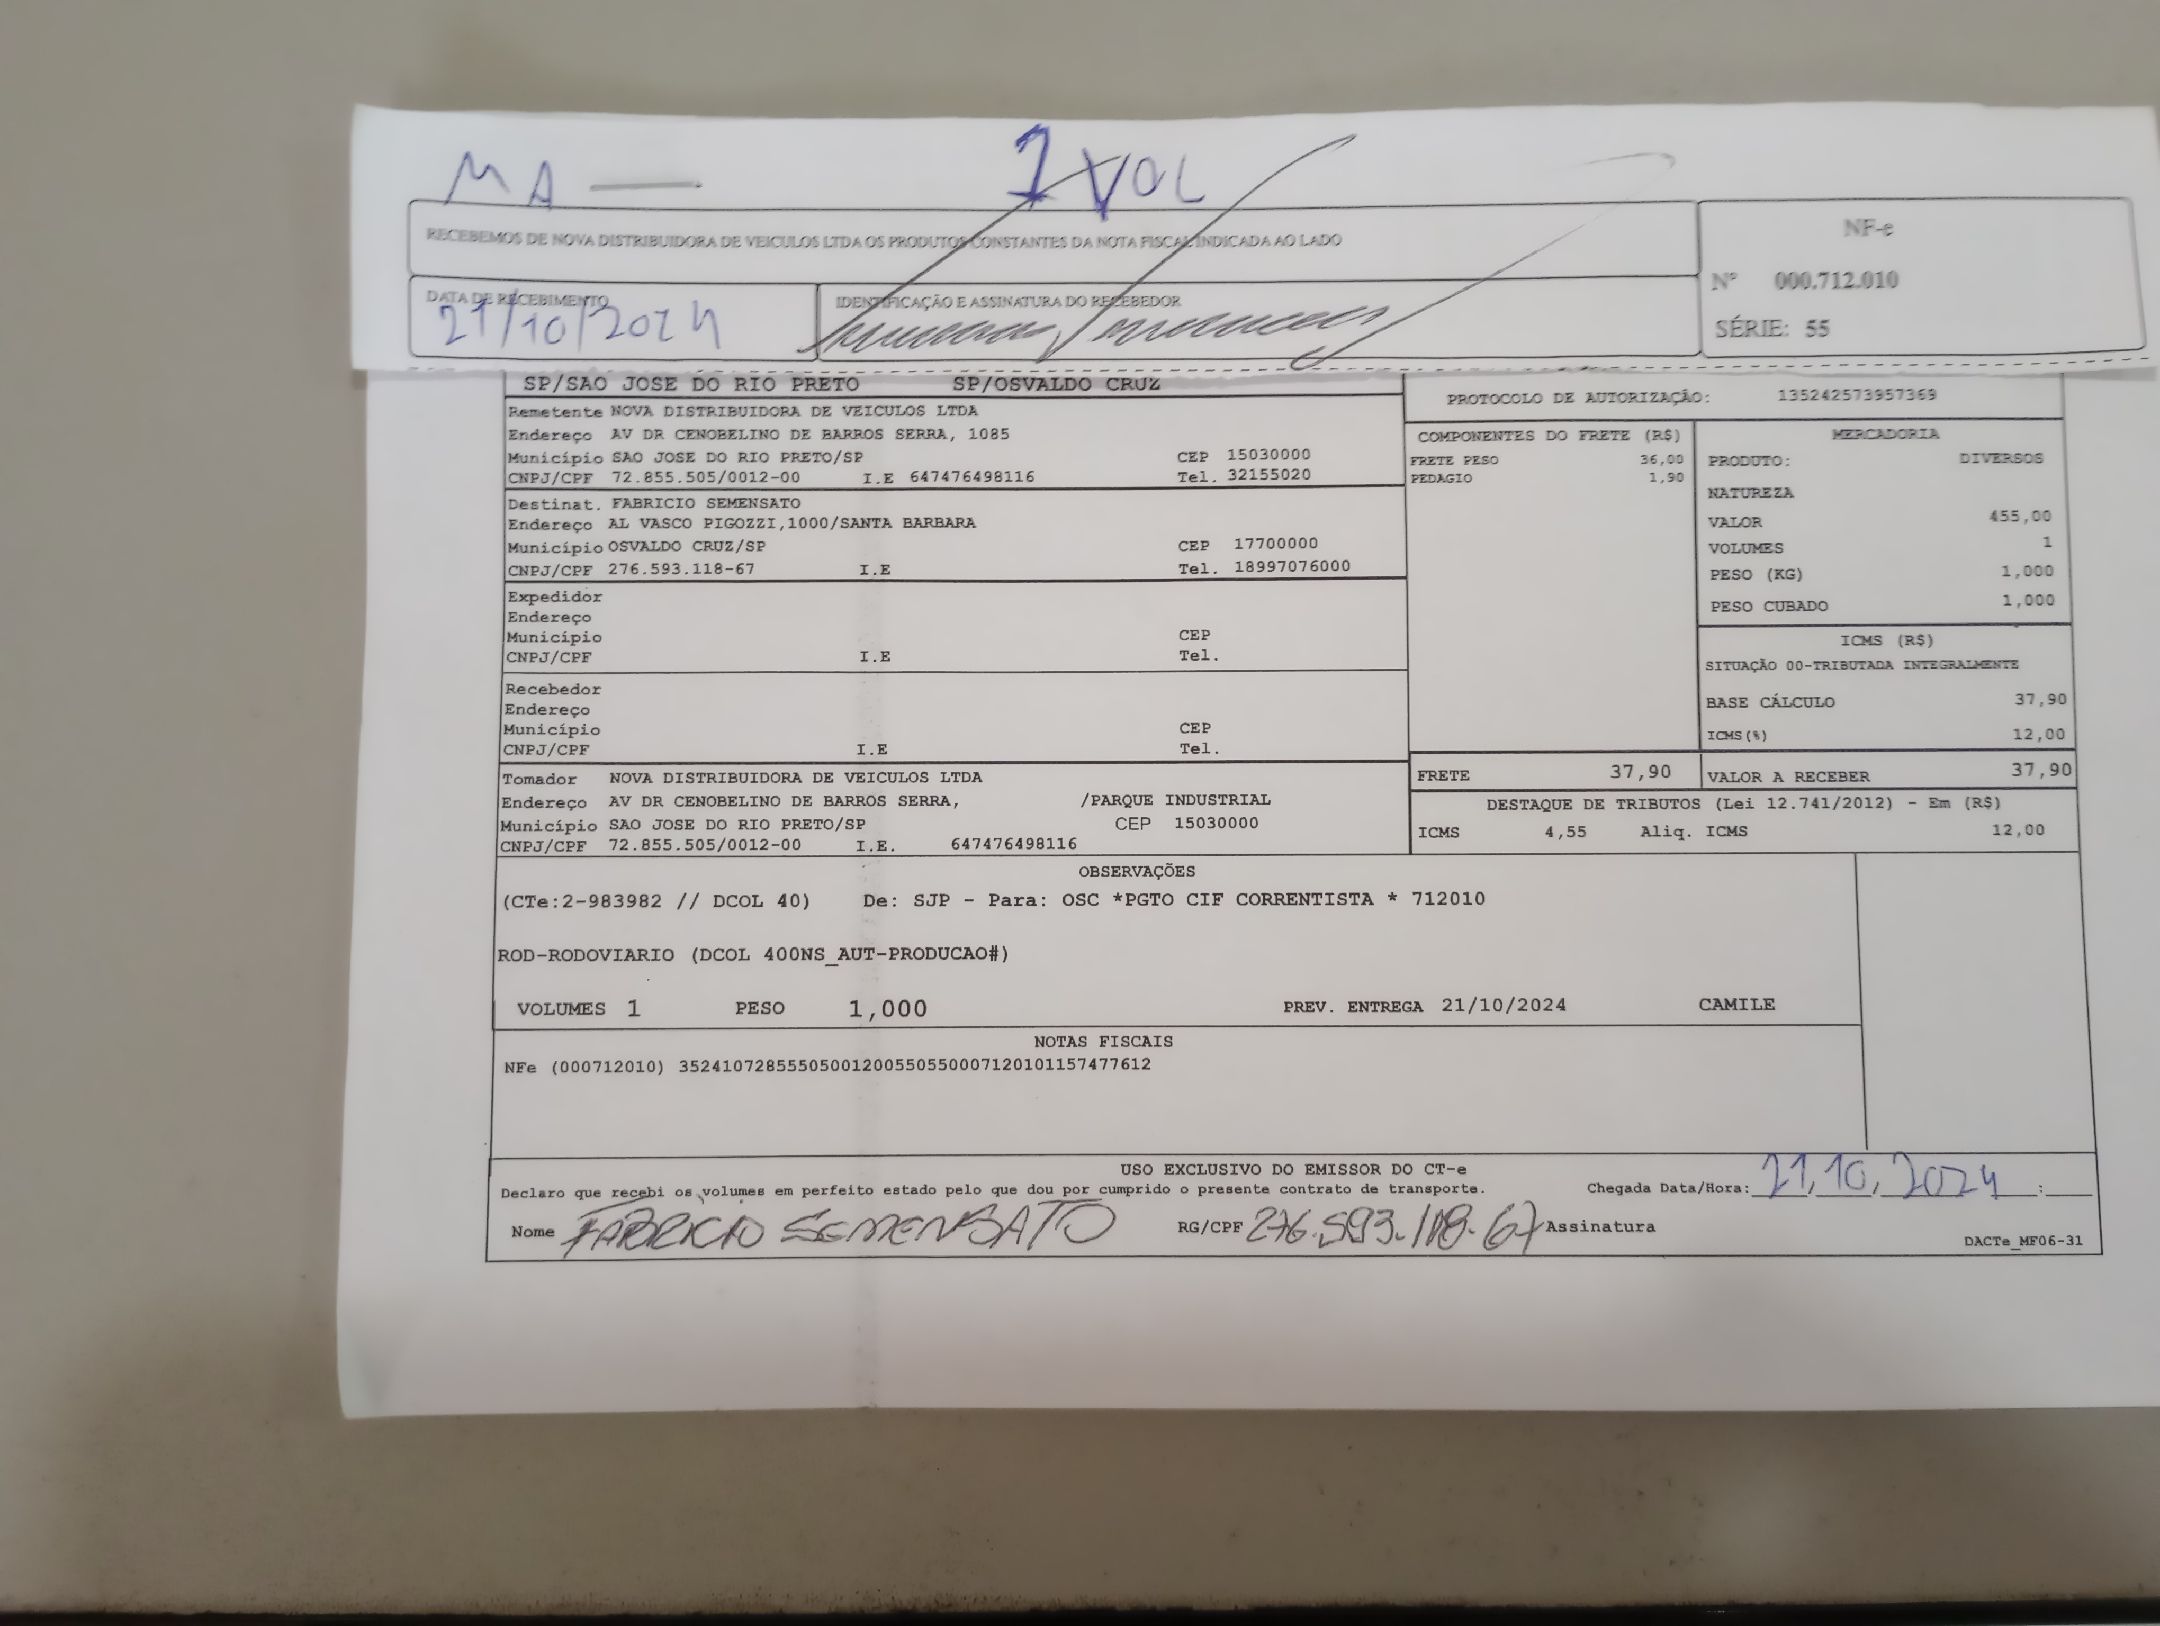 MA — 1 VOL
RECEBEMOS DE NOVA DISTRIBUIDORA DE VEICULOS LTDA OS PRODUTOS CONSTANTES DA NOTA FISCAL INDICADA AO LADO
NF-e
Nº 000.712.010
SÉRIE: 55
DATA DE RECEBIMENTO
21/10/2024
IDENTIFICAÇÃO E ASSINATURA DO RECEBEDOR
SP/SAO JOSE DO RIO PRETO SP/OSVALDO CRUZ
Remetente NOVA DISTRIBUIDORA DE VEICULOS LTDA
Endereço AV DR CENOBELINO DE BARROS SERRA, 1085
Município SAO JOSE DO RIO PRETO/SP CEP 15030000
CNPJ/CPF 72.855.505/0012-00 I.E 647476498116 Tel. 32155020
Destinat. FABRICIO SEMENSATO
Endereço AL VASCO PIGOZZI,1000/SANTA BARBARA
Município OSVALDO CRUZ/SP CEP 17700000
CNPJ/CPF 276.593.118-67 I.E Tel. 18997076000
Expedidor
Endereço
Município CEP
CNPJ/CPF I.E Tel.
Recebedor
Endereço
Município CEP
CNPJ/CPF I.E Tel.
Tomador NOVA DISTRIBUIDORA DE VEICULOS LTDA
Endereço AV DR CENOBELINO DE BARROS SERRA, /PARQUE INDUSTRIAL
Município SAO JOSE DO RIO PRETO/SP CEP 15030000
CNPJ/CPF 72.855.505/0012-00 I.E. 647476498116
PROTOCOLO DE AUTORIZAÇÃO: 135242573957369
COMPONENTES DO FRETE (R$)
FRETE PESO 36,00
PEDAGIO 1,90
MERCADORIA
PRODUTO: DIVERSOS
NATUREZA
VALOR 455,00
VOLUMES 1
PESO (KG) 1,000
PESO CUBADO 1,000
ICMS (R$)
SITUAÇÃO 00-TRIBUTADA INTEGRALMENTE
BASE CÁLCULO 37,90
ICMS(%) 12,00
FRETE 37,90 VALOR A RECEBER 37,90
DESTAQUE DE TRIBUTOS (Lei 12.741/2012) - Em (R$)
ICMS 4,55 Aliq. ICMS 12,00
OBSERVAÇÕES
(CTe:2-983982 // DCOL 40) De: SJP - Para: OSC *PGTO CIF CORRENTISTA * 712010
ROD-RODOVIARIO (DCOL 400NS_AUT-PRODUCAO#)
VOLUMES 1 PESO 1,000 PREV. ENTREGA 21/10/2024 CAMILE
NOTAS FISCAIS
NFe (000712010) 35241072855505001200550550007120101157477612
USO EXCLUSIVO DO EMISSOR DO CT-e
Declaro que recebi os volumes em perfeito estado pelo que dou por cumprido o presente contrato de transporte. Chegada Data/Hora: 21,10,2024 :
Nome FABRICIO SEMENSATO RG/CPF 276.593.118-67 Assinatura
DACTe_MF06-31